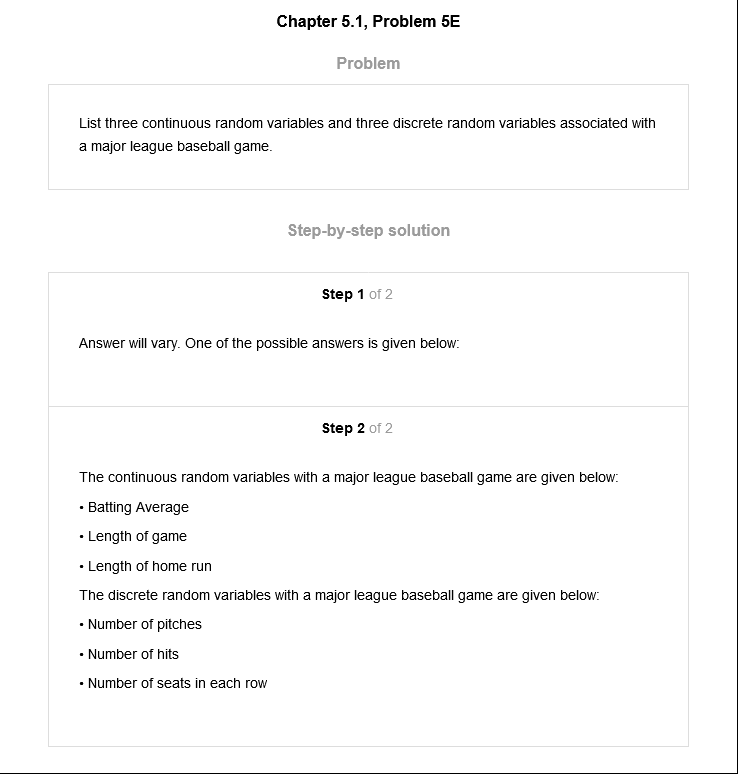 Chapter 5.1, Problem 5E
Problem
List three continuous random variables and three discrete random variables associated with
a major league baseball game.
Step-by-step solution
Step 1 of 2
Answer will vary. One of the possible answers is given below:
Step 2 of 2
The continuous random variables with a major league baseball game are given below:
• Batting Average
• Length of game
• Length of home run
The discrete random variables with a major league baseball game are given below:
• Number of pitches
• Number of hits
• Number of seats in each row